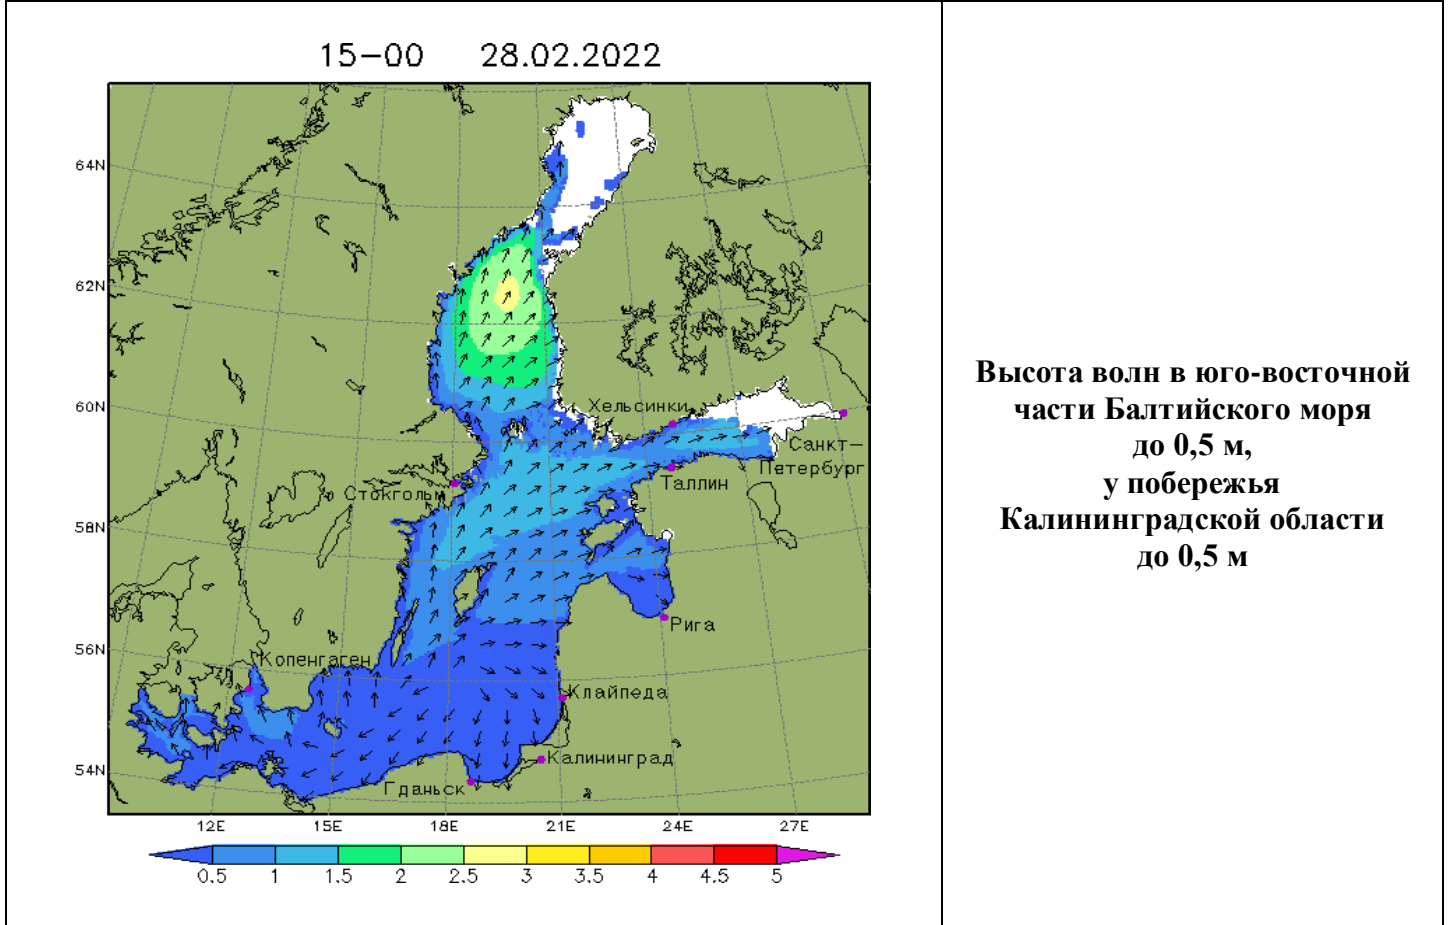 15-00 28.02.2022
64N
62N
60N
58N
56N
54N
Хельсинки
Санкт-
Петербург
Таллин
Стокгольм
Рига
Копенгаген
Клайпеда
Калининград
Гданьск
12E 15E 18E 21E 24E 27E
0.5 1 1.5 2 2.5 3 3.5 4 4.5 5
Высота волн в юго-восточной
части Балтийского моря
до 0,5 м,
у побережья
Калининградской области
до 0,5 м